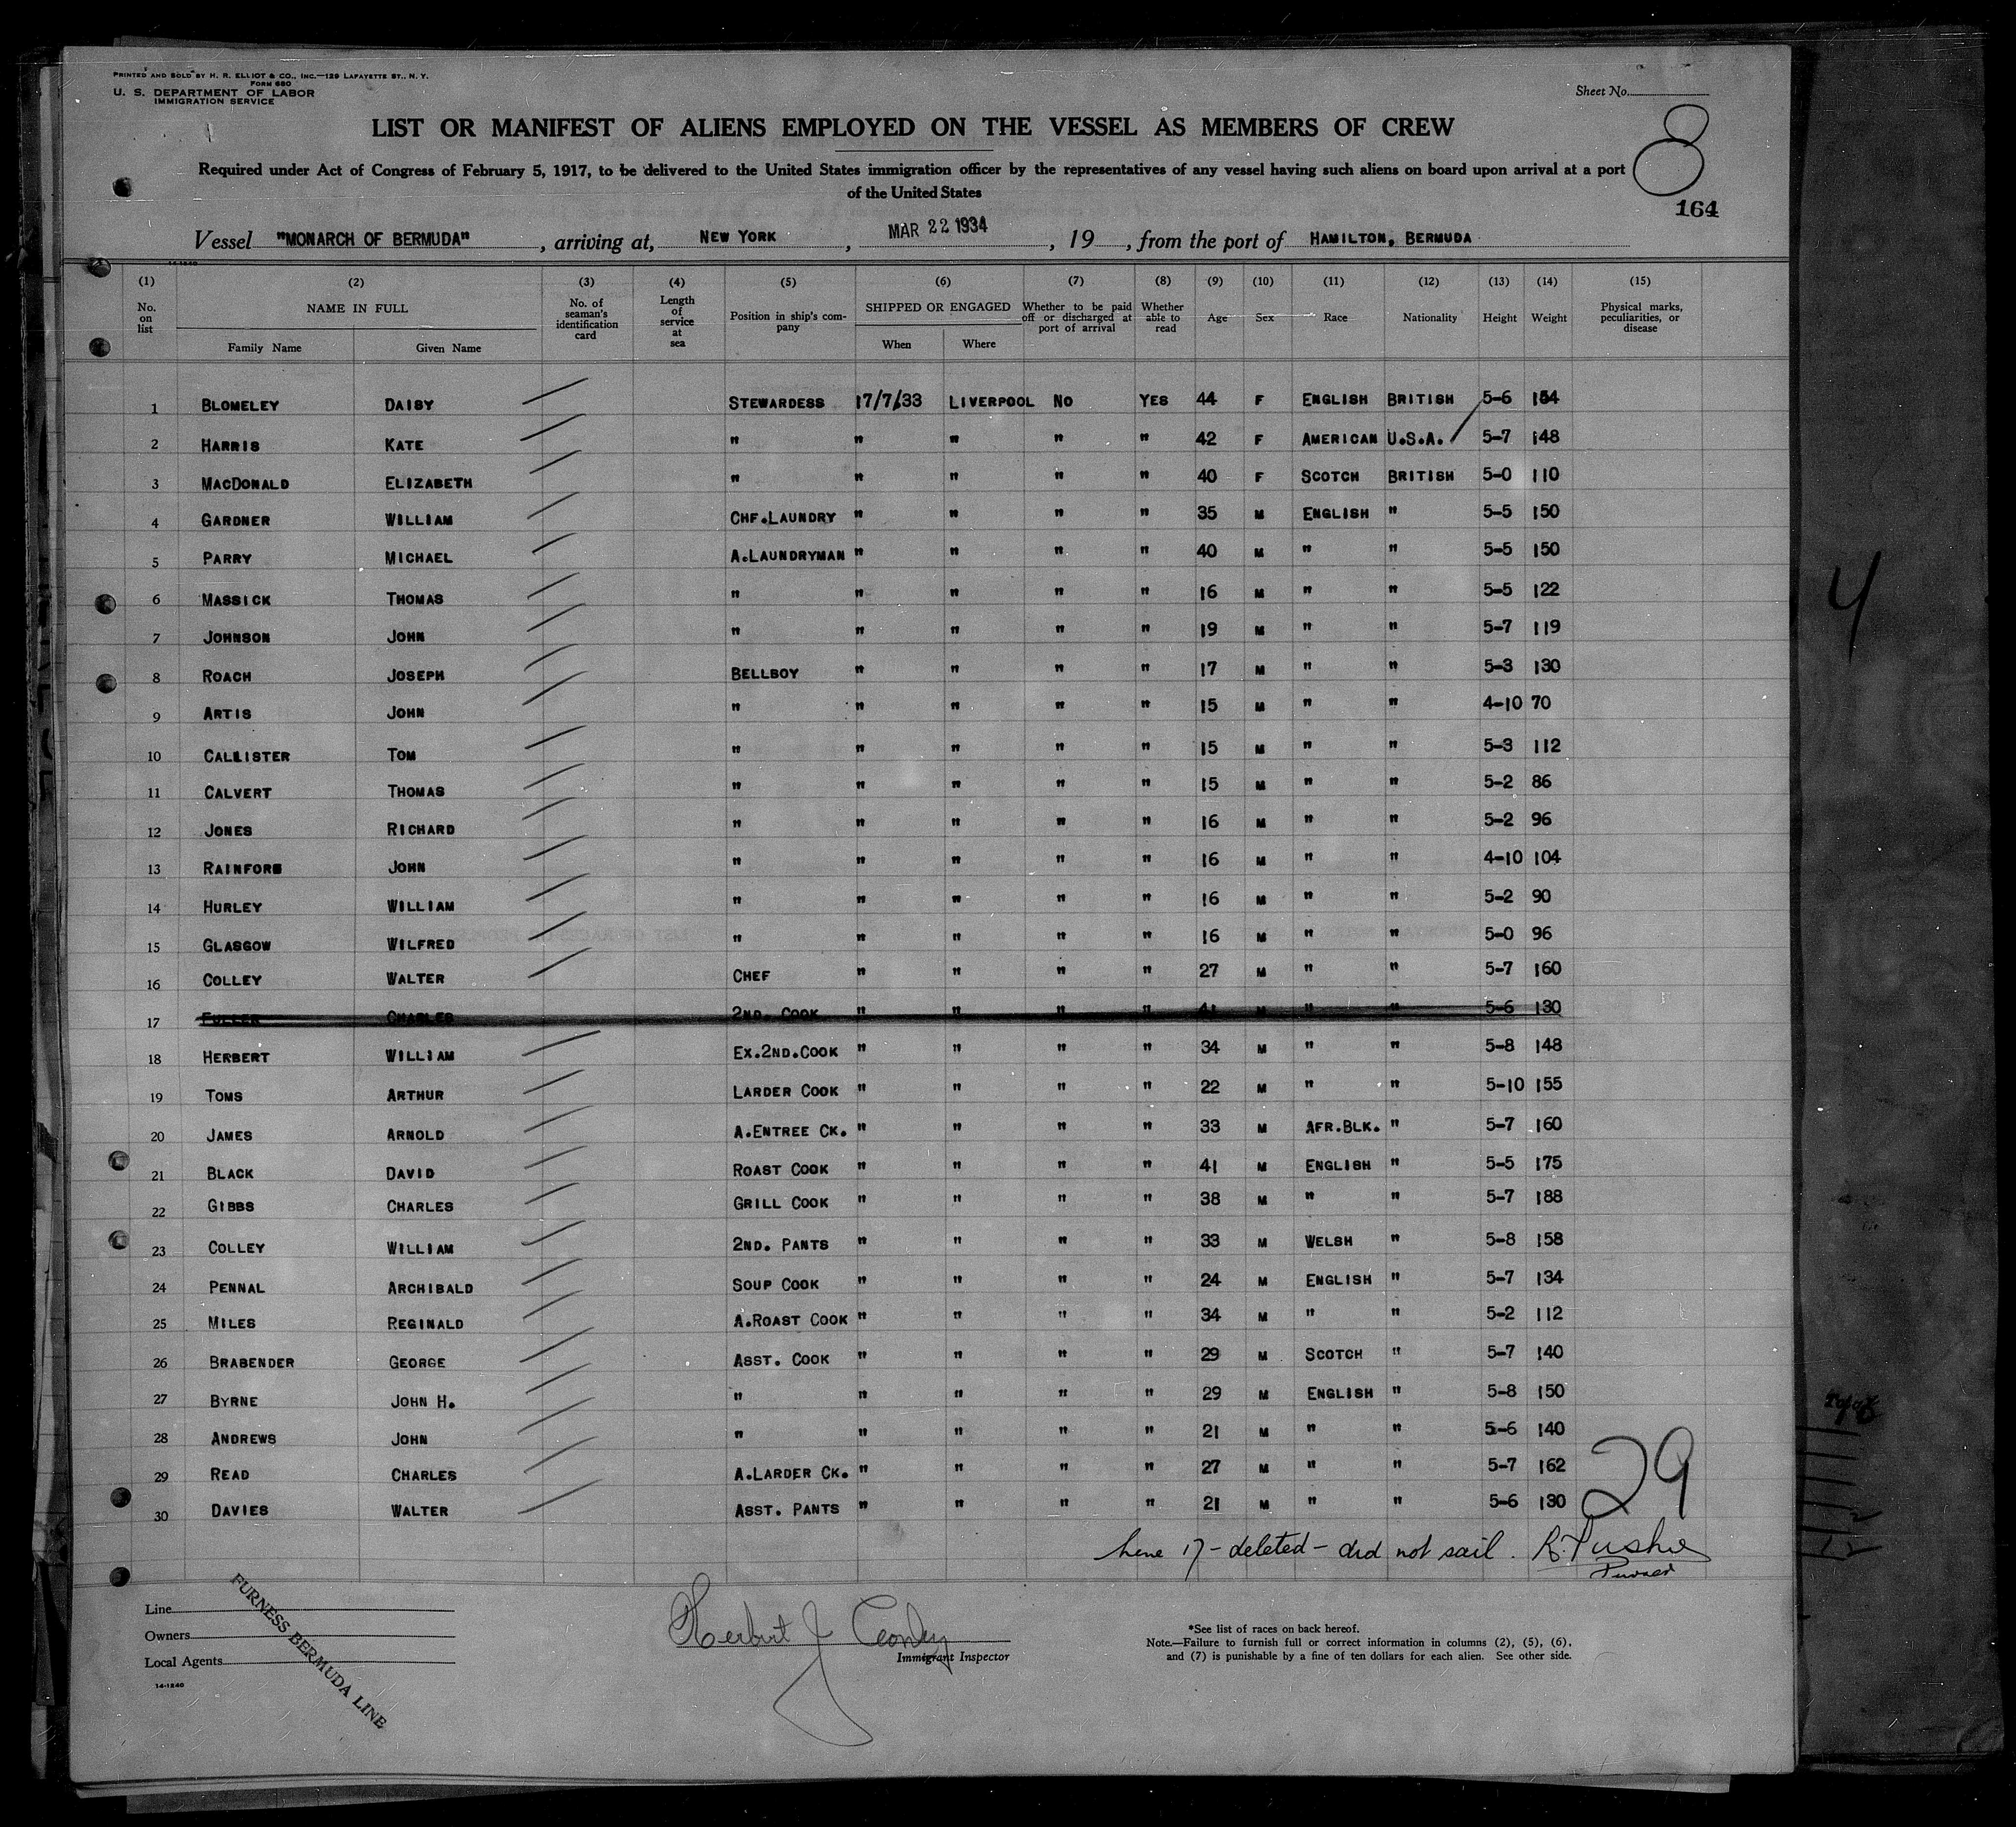 PRINTED AND SOLD BY H. R. ELLIOT & CO., INC.—129 LAFAYETTE ST., N. Y.
FORM 680
U. S. DEPARTMENT OF LABOR
IMMIGRATION SERVICE
Sheet No.
8
LIST OR MANIFEST OF ALIENS EMPLOYED ON THE VESSEL AS MEMBERS OF CREW
Required under Act of Congress of February 5, 1917, to be delivered to the United States immigration officer by the representatives of any vessel having such aliens on board upon arrival at a port
of the United States
164
Vessel "MONARCH OF BERMUDA", arriving at, NEW YORK, MAR 22 1934, 19, from the port of HAMILTON, BERMUDA
14-1240
(1) (2) (3) (4) (5) (6) (7) (8) (9) (10) (11) (12) (13) (14) (15)
No. on list NAME IN FULL Family Name Given Name No. of seaman's identification card Length of service at sea Position in ship's company SHIPPED OR ENGAGED When Where Whether to be paid off or discharged at port of arrival Whether able to read Age Sex Race Nationality Height Weight Physical marks, peculiarities, or disease
1 BLOMELEY DAISY STEWARDESS 17/7/33 LIVERPOOL NO YES 44 F ENGLISH BRITISH 5-6 154
2 HARRIS KATE " " " " " 42 F AMERICAN U.S.A. 5-7 148
3 MACDONALD ELIZABETH " " " " " 40 F SCOTCH BRITISH 5-0 110
4 GARDNER WILLIAM CHF.LAUNDRY " " " " 35 M ENGLISH " 5-5 150
5 PARRY MICHAEL A.LAUNDRYMAN " " " " 40 M " " 5-5 150
6 MASSICK THOMAS " " " " " 16 M " " 5-5 122
7 JOHNSON JOHN " " " " " 19 M " " 5-7 119
8 ROACH JOSEPH BELLBOY " " " " 17 M " " 5-3 130
9 ARTIS JOHN " " " " " 15 M " " 4-10 70
10 CALLISTER TOM " " " " " 15 M " " 5-3 112
11 CALVERT THOMAS " " " " " 15 M " " 5-2 86
12 JONES RICHARD " " " " " 16 M " " 5-2 96
13 RAINFORD JOHN " " " " " 16 M " " 4-10 104
14 HURLEY WILLIAM " " " " " 16 M " " 5-2 90
15 GLASGOW WILFRED " " " " " 16 M " " 5-0 96
16 COLLEY WALTER CHEF " " " " 27 M " " 5-7 160
17 FULLER CHARLES 2ND. COOK " " " " 41 M " " 5-6 130
18 HERBERT WILLIAM EX.2ND.COOK " " " " 34 M " " 5-8 148
19 TOMS ARTHUR LARDER COOK " " " " 22 M " " 5-10 155
20 JAMES ARNOLD A.ENTREE CK. " " " " 33 M AFR.BLK. " 5-7 160
21 BLACK DAVID ROAST COOK " " " " 41 M ENGLISH " 5-5 175
22 GIBBS CHARLES GRILL COOK " " " " 38 M " " 5-7 188
23 COLLEY WILLIAM 2ND. PANTS " " " " 33 M WELSH " 5-8 158
24 PENNAL ARCHIBALD SOUP COOK " " " " 24 M ENGLISH " 5-7 134
25 MILES REGINALD A.ROAST COOK " " " " 34 M " " 5-2 112
26 BRABENDER GEORGE ASST. COOK " " " " 29 M SCOTCH " 5-7 140
27 BYRNE JOHN H. " " " " " 29 M ENGLISH " 5-8 150
28 ANDREWS JOHN " " " " " 21 M " " 5-6 140
29 READ CHARLES A.LARDER CK. " " " " 27 M " " 5-7 162
30 DAVIES WALTER ASST. PANTS " " " " 21 M " " 5-6 130
29
Line 17 - deleted - did not sail.
Purser
Line
Owners
Local Agents
14-1240
FURNESS BERMUDA LINE
Herbert J
Immigrant Inspector
*See list of races on back hereof.
Note.—Failure to furnish full or correct information in columns (2), (5), (6),
and (7) is punishable by a fine of ten dollars for each alien. See other side.
4